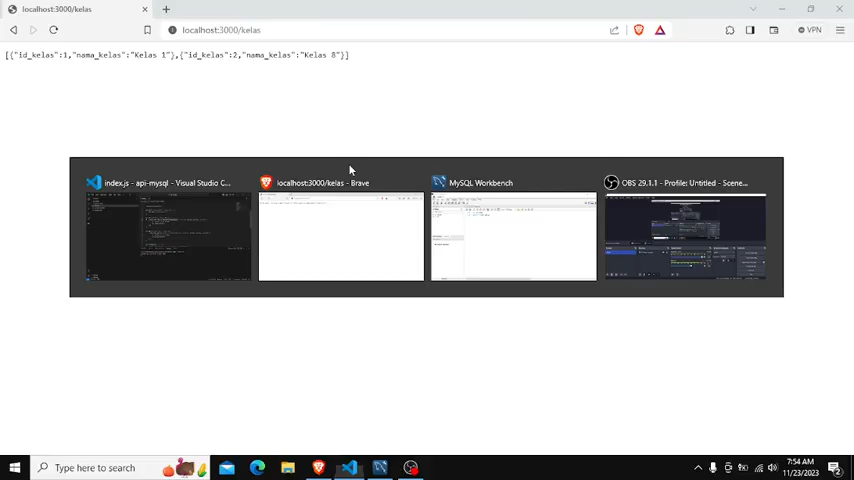 localhost:3000/kelas
localhost:3000/kelas
VPN
[{"id_kelas":1,"nama_kelas":"Kelas 1"},{"id_kelas":2,"nama_kelas":"Kelas 8"}]
index.js - api-mysql - Visual Studio C...
localhost:3000/kelas - Brave
MySQL Workbench
OBS 29.1.1 - Profile: Untitled - Scene...
Type here to search
7:54 AM
11/23/2023
2